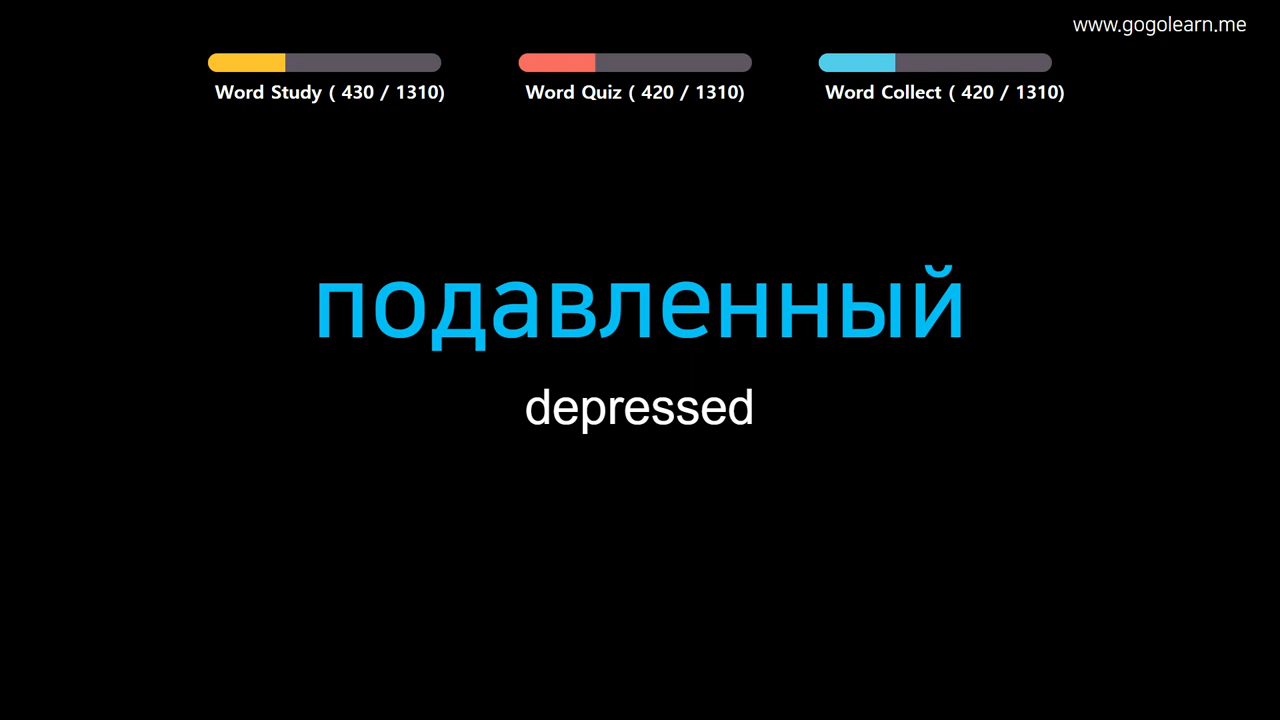 www.gogolearn.me
Word Study ( 430 / 1310)
Word Quiz ( 420 / 1310)
Word Collect ( 420 / 1310)
подавленный
depressed